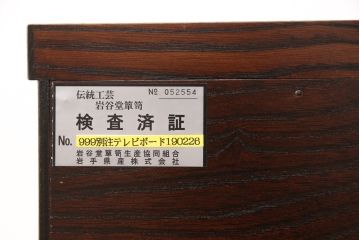 伝統工芸 № 052554
岩谷堂箪笥
検査済証
No. 999別注テレビボード190226
岩谷堂箪笥生産協同組合
岩手県産株式会社